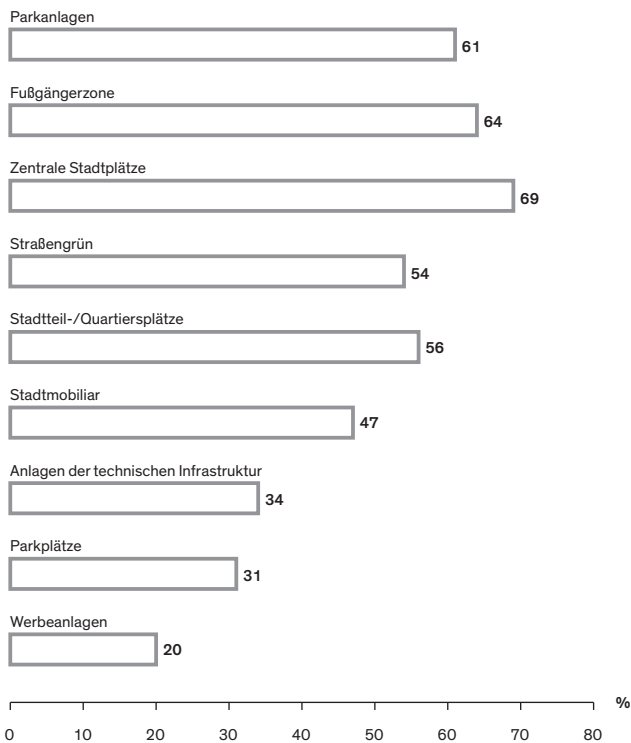 Parkanlagen
61
Fußgängerzone
64
Zentrale Stadtplätze
69
Straßengrün
54
Stadtteil-/Quartiersplätze
56
Stadtmobiliar
47
Anlagen der technischen Infrastruktur
34
Parkplätze
31
Werbeanlagen
20
%
0 10 20 30 40 50 60 70 80